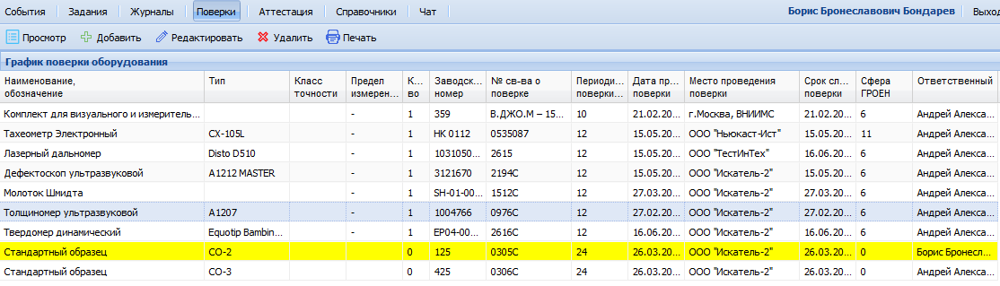 События Задания Журналы Поверки Аттестация Справочники Чат Борис Брониславович Бондарев Выход
Просмотр Добавить Редактировать Удалить Печать
График поверки оборудования
Наименование, Тип Класс Предел К... Заводск... № св-ва о Периоди... Дата пр... Место проведения Срок сл... Сфера Ответственный
обозначение точности измерен... во номер поверке поверки... поверки поверки поверки ГРОЕН
Комплект для визуального и измеритель... - 1 359 В.ДЖО.М – 15... 10 21.02.20... г.Москва, ВНИИМС 21.02.20... 6 Андрей Алекса...
Тахеометр Электронный CX-105L - 1 НК 0112 0535087 12 15.05.20... ООО "Ньюкаст-Ист" 15.05.20... 11 Андрей Алекса...
Лазерный дальномер Disto D510 - 1 1031050... 2615 12 15.05.20... ООО "ТестИнТех" 16.06.20... 6 Андрей Алекса...
Дефектоскоп ультразвуковой А1212 MASTER - 1 3121670 2194С 12 15.05.20... ООО "Искатель-2" 15.05.20... 6 Андрей Алекса...
Молоток Шмидта - 1 SH-01-00... 1512С 12 27.03.20... ООО "Искатель-2" 27.03.20... 6 Андрей Алекса...
Толщиномер ультразвуковой А1207 - 1 1004766 0976С 12 27.02.20... ООО "Искатель-2" 27.02.20... 6 Андрей Алекса...
Твердомер динамический Equotip Bambin... - 1 EP04-00... 2616С 12 16.06.20... ООО "Искатель-2" 16.06.20... 6 Андрей Алекса...
Стандартный образец СО-2 0 125 0305С 24 26.03.20... ООО "Искатель-2" 26.03.20... 0 Борис Бронесл...
Стандартный образец СО-3 0 425 0306С 24 26.03.20... ООО "Искатель-2" 26.03.20... 0 Андрей Алекса...